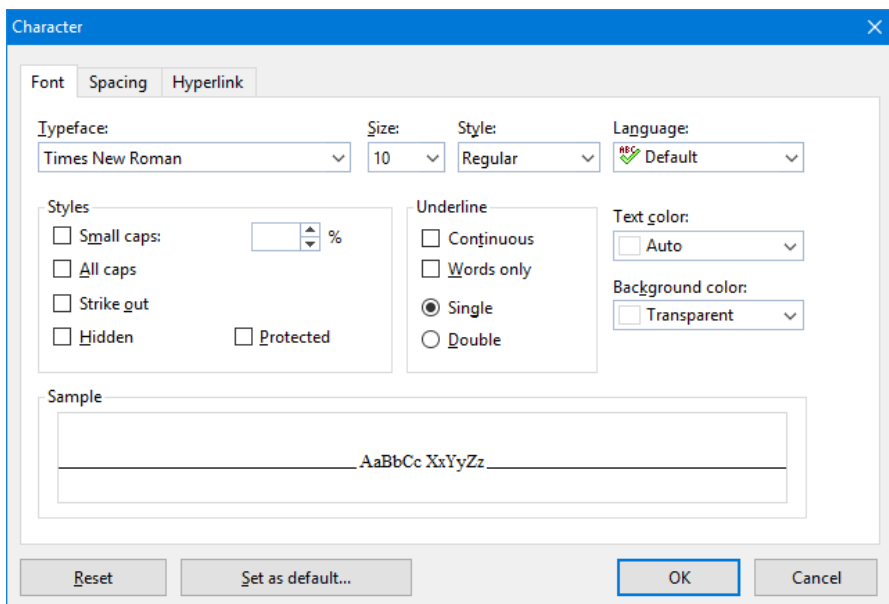 Character
Font Spacing Hyperlink
Typeface: Size: Style: Language:
Times New Roman 10 Regular ABC Default
Styles Underline
Small caps: % Continuous Text color:
Auto
All caps Words only
Background color:
Strike out Single
Transparent
Hidden Protected Double
Sample
AaBbCc XxYyZz
Reset Set as default... OK Cancel